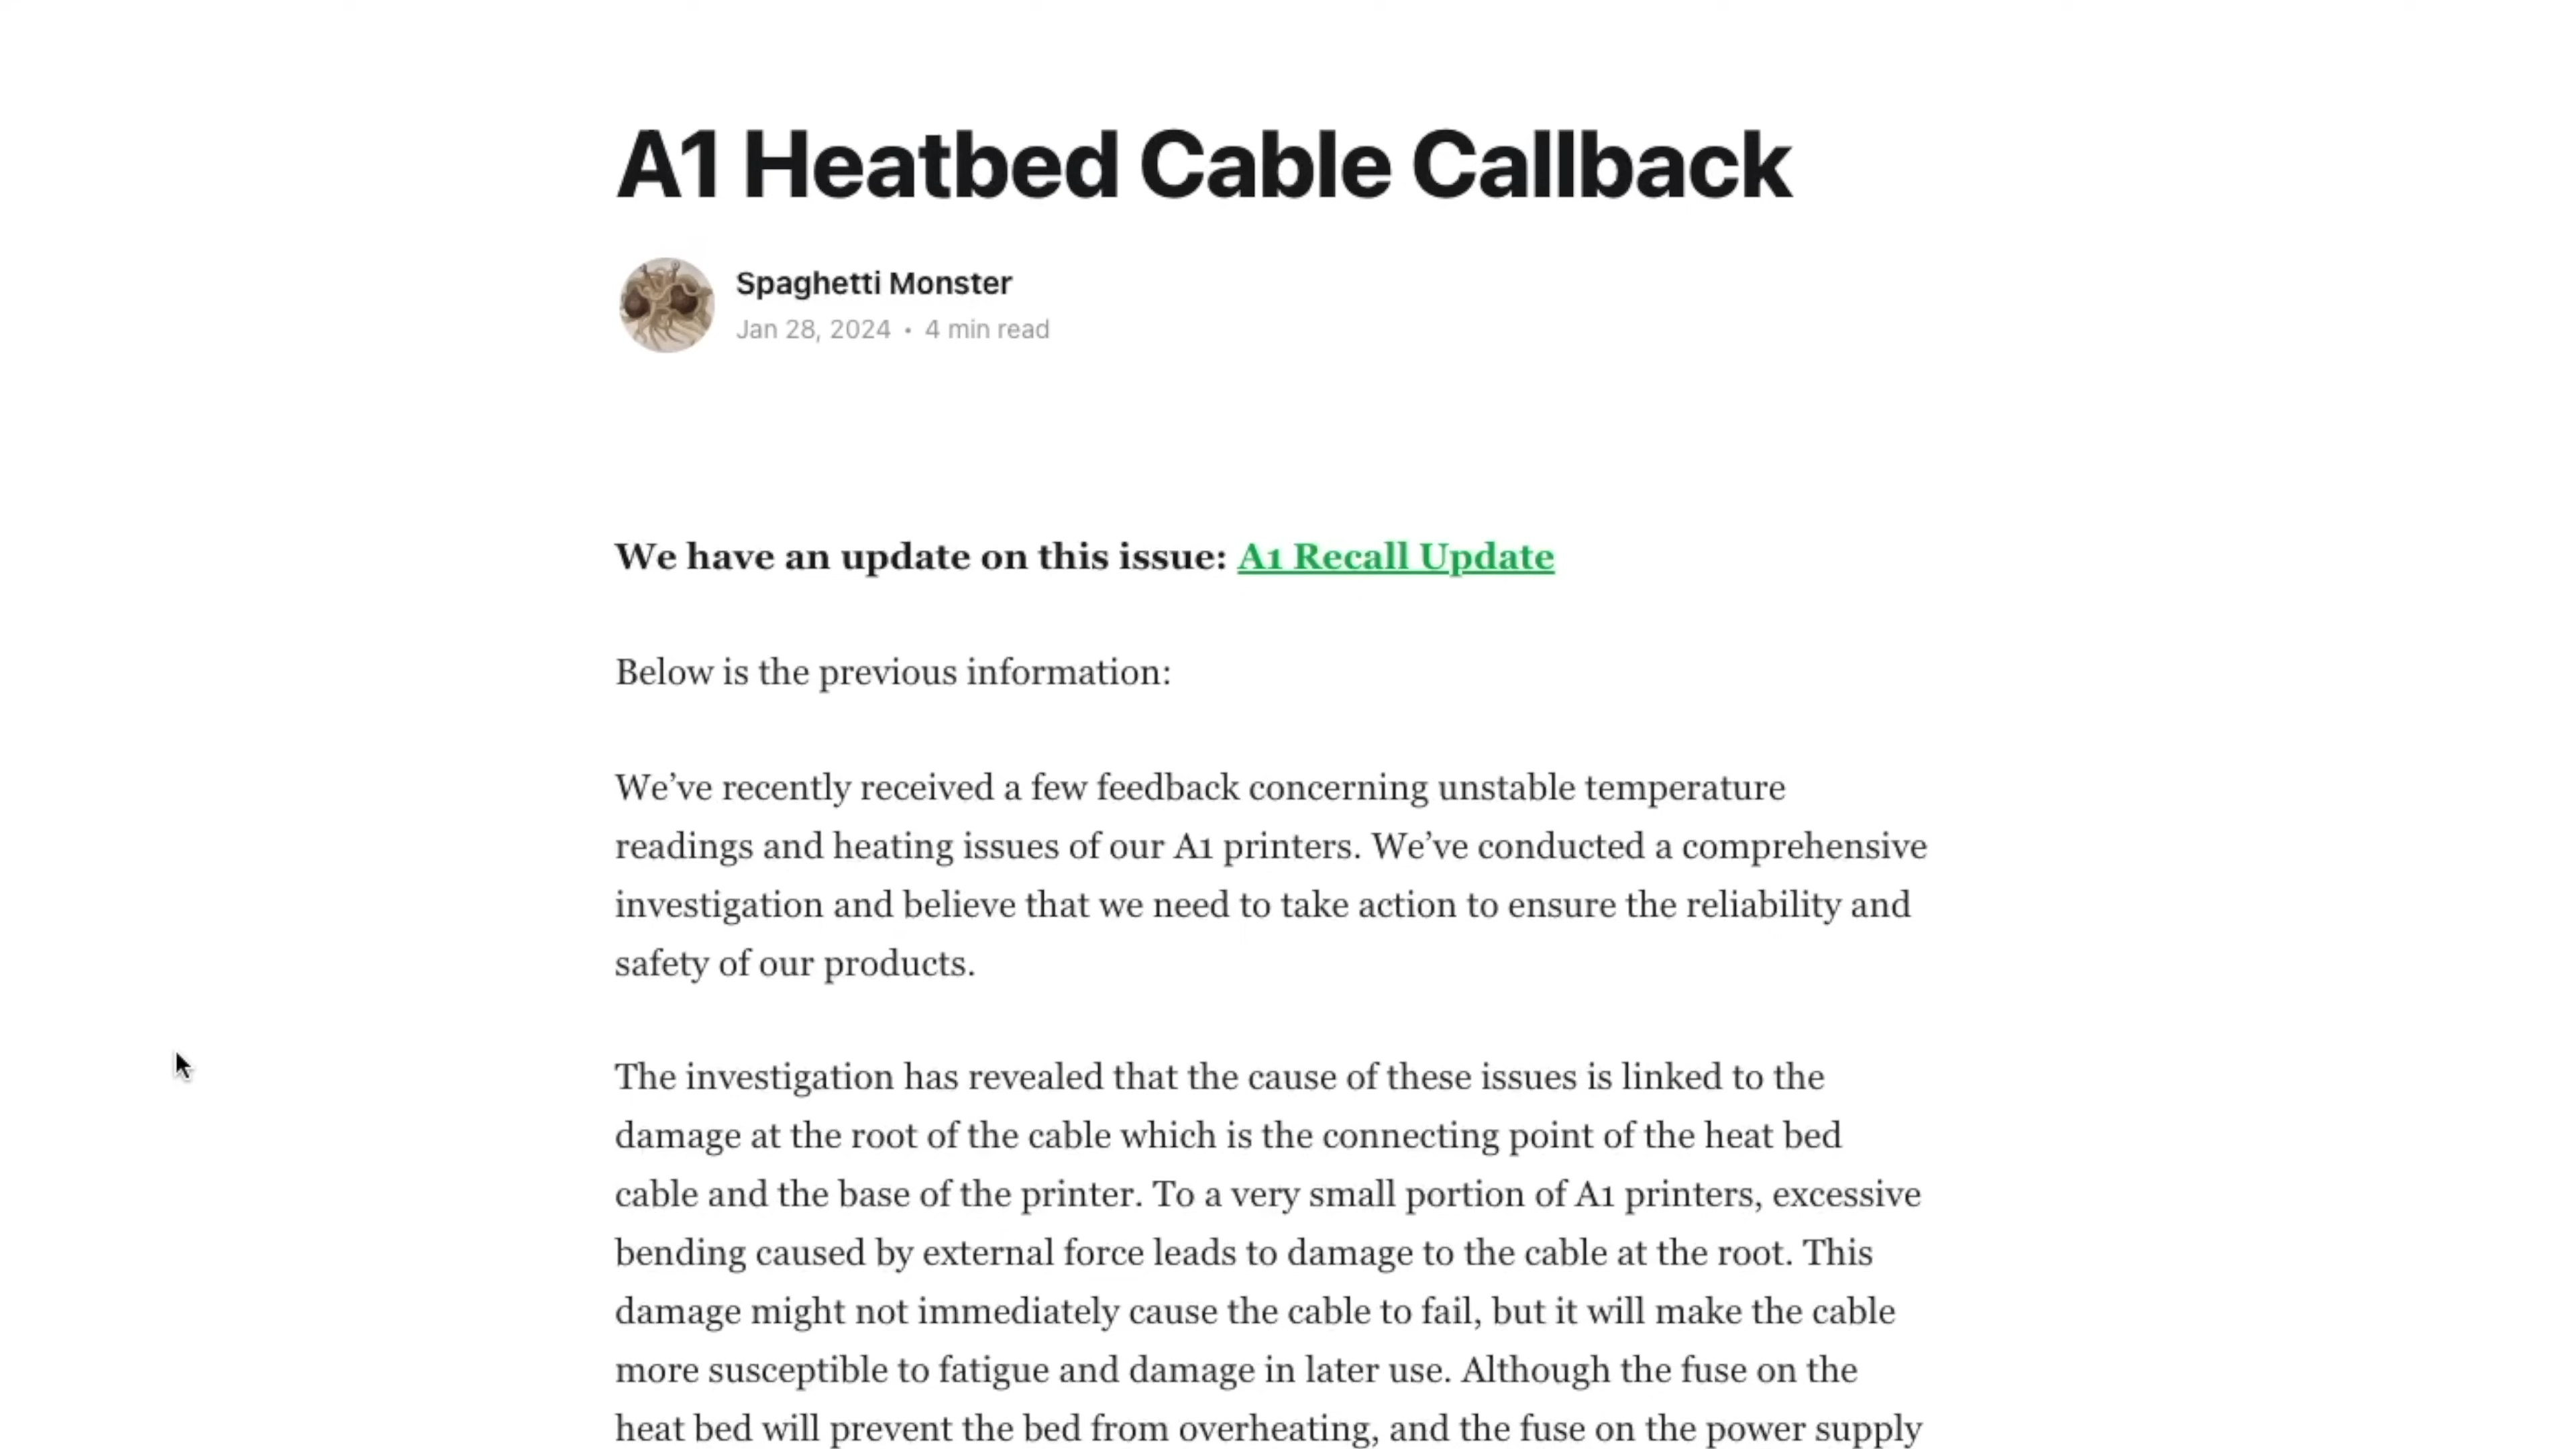 A1 Heatbed Cable Callback
Spaghetti Monster
Jan 28, 2024 • 4 min read
We have an update on this issue: A1 Recall Update
Below is the previous information:
We’ve recently received a few feedback concerning unstable temperature
readings and heating issues of our A1 printers. We’ve conducted a comprehensive
investigation and believe that we need to take action to ensure the reliability and
safety of our products.
The investigation has revealed that the cause of these issues is linked to the
damage at the root of the cable which is the connecting point of the heat bed
cable and the base of the printer. To a very small portion of A1 printers, excessive
bending caused by external force leads to damage to the cable at the root. This
damage might not immediately cause the cable to fail, but it will make the cable
more susceptible to fatigue and damage in later use. Although the fuse on the
heat bed will prevent the bed from overheating, and the fuse on the power supply